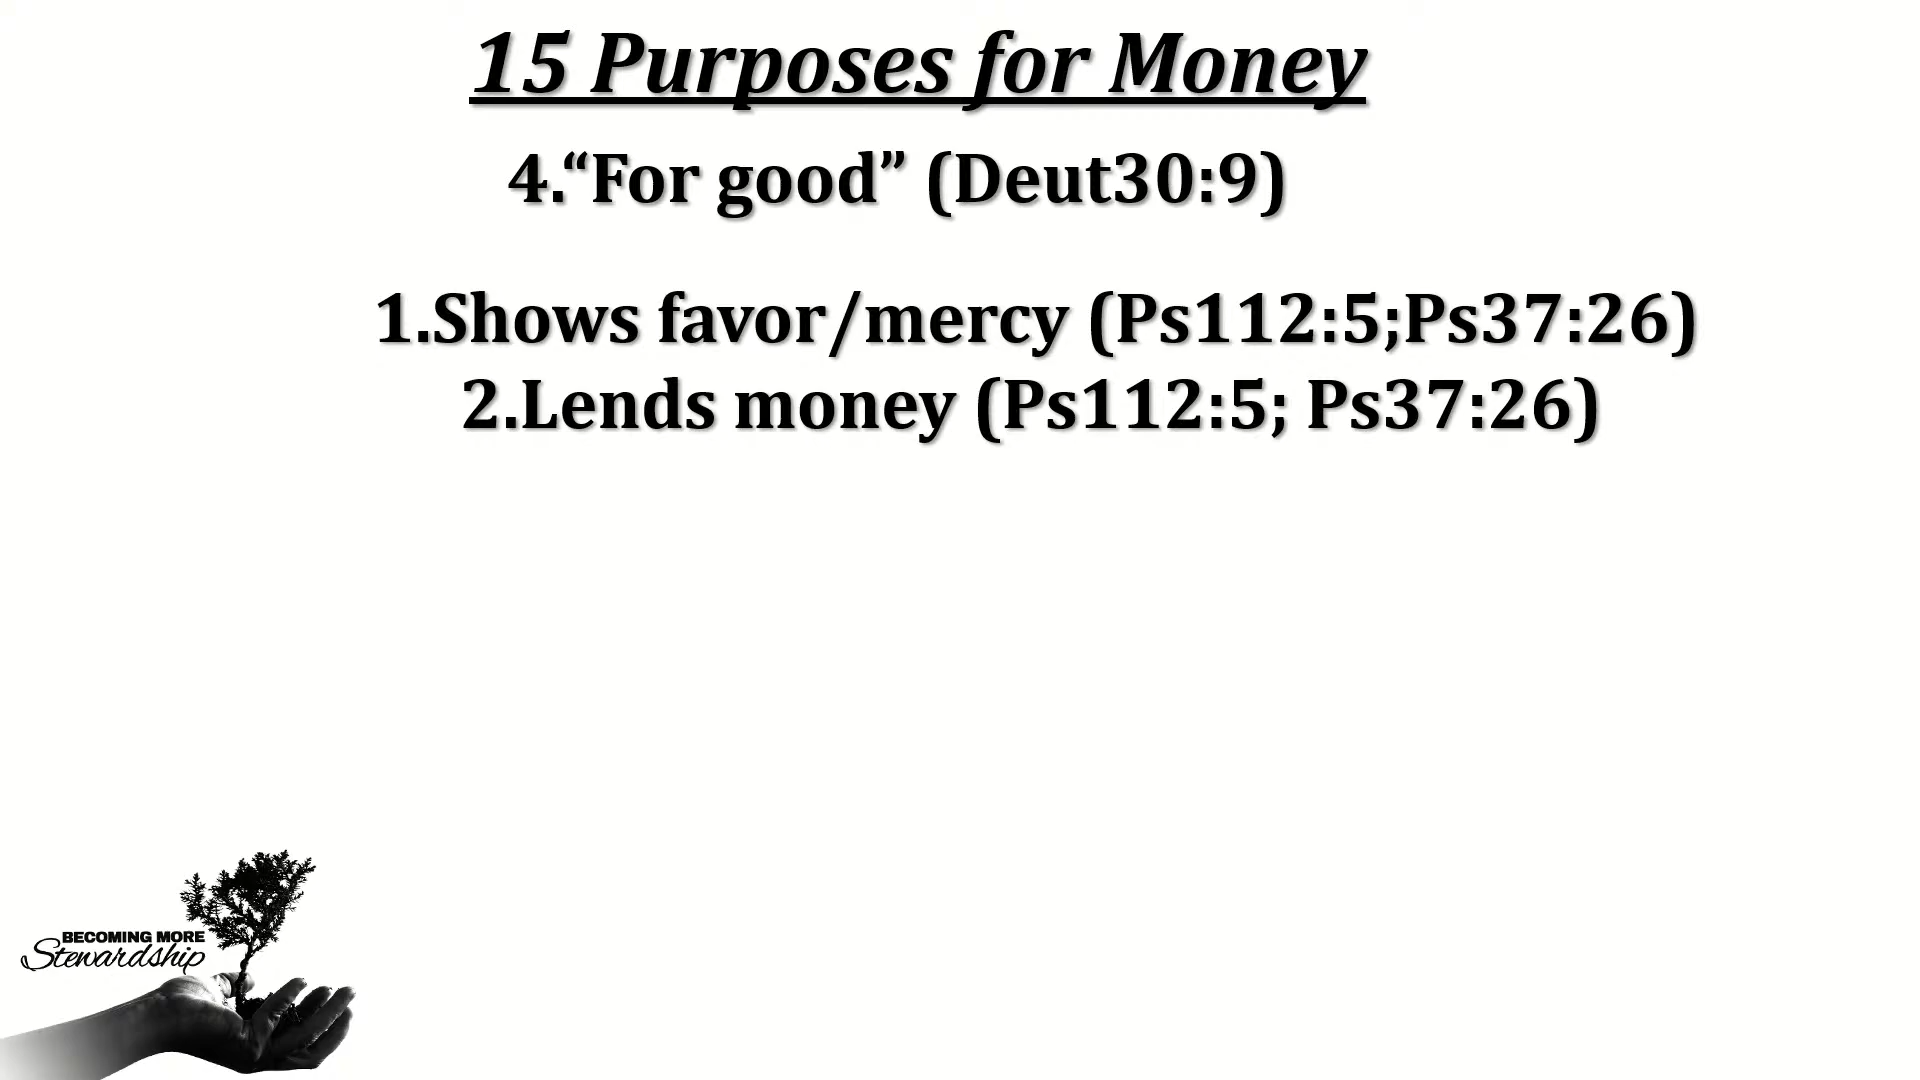 15 Purposes for Money
4.“For good” (Deut30:9)
1.Shows favor/mercy (Ps112:5;Ps37:26)
2.Lends money (Ps112:5; Ps37:26)
BECOMING MORE
Stewardship